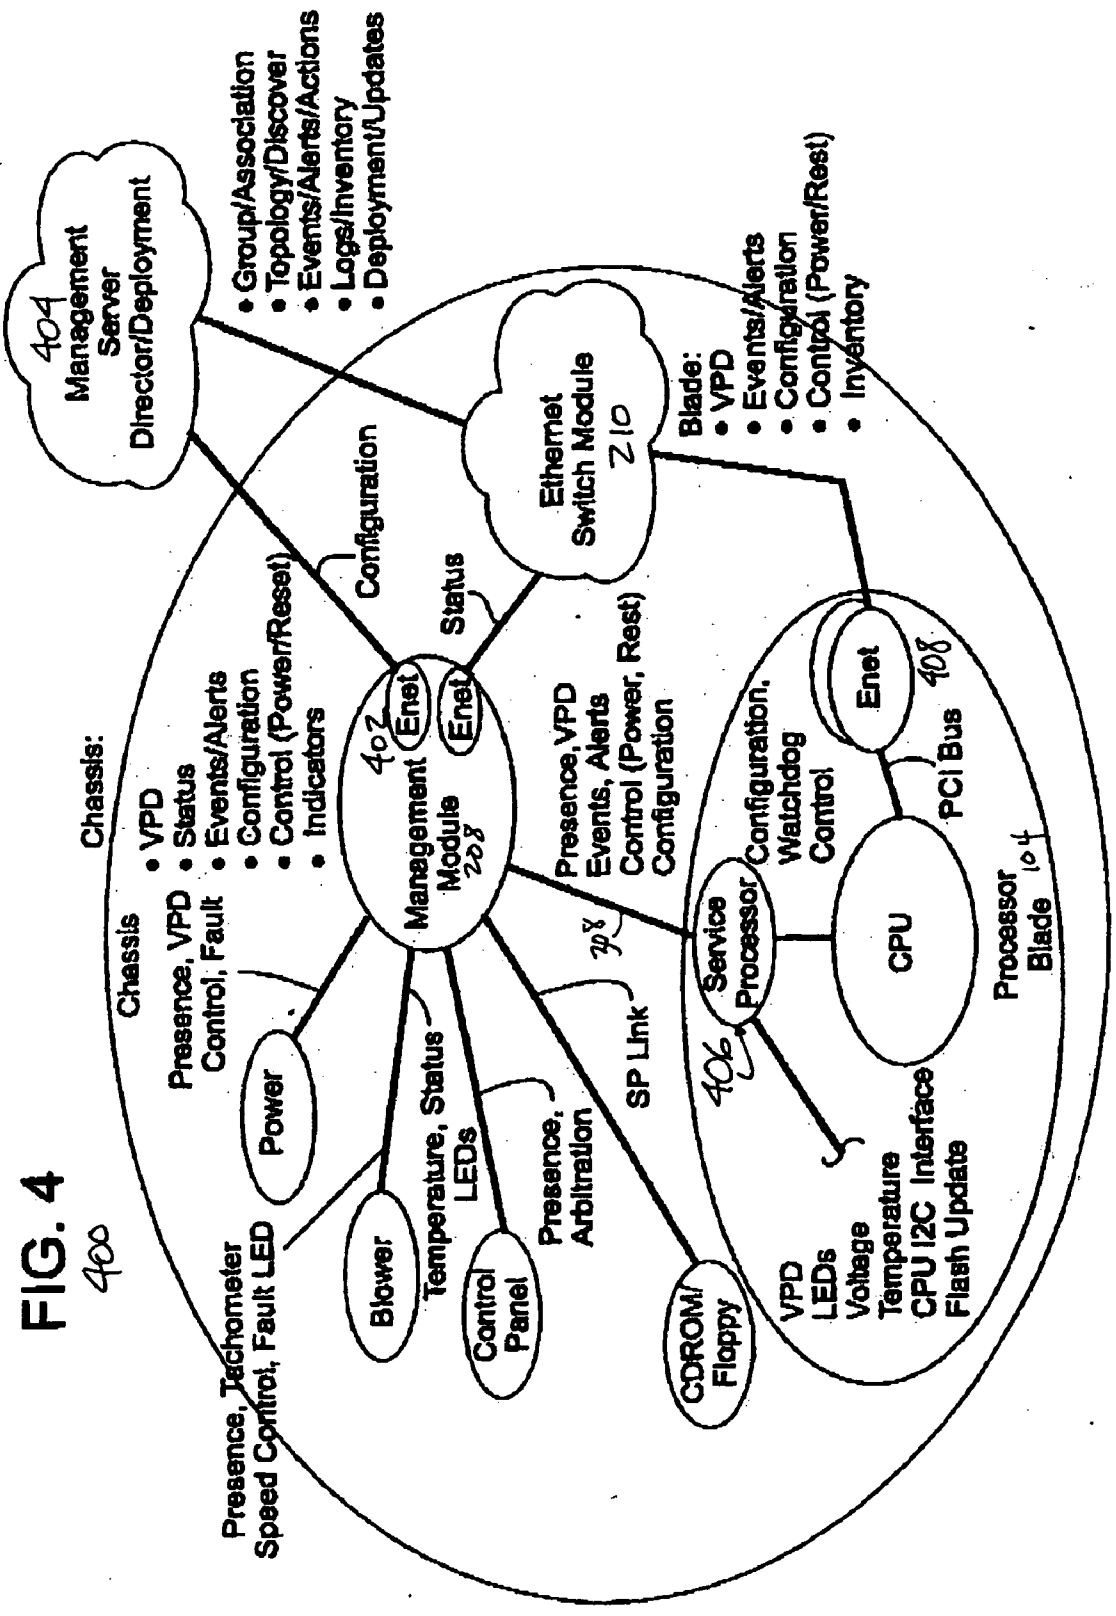 FIG. 4
400
404
Management
Server
Director/Deployment
• Group/Association
• Topology/Discover
• Events/Alerts/Actions
• Logs/Inventory
• Deployment/Updates
Chassis:
• VPD
• Status
• Events/Alerts
• Configuration
• Control (Power/Reset)
• Indicators
Chassis
Presence, VPD
Control, Fault
Power
Presence, Tachometer
Speed Control, Fault LED
Blower
Temperature, Status
LEDs
Control
Panel
Presence,
Arbitration
CDROM/
Floppy
SP Link
Management
Module
208
402
Enet
Enet
Configuration
Status
Ethernet
Switch Module
210
Blade:
• VPD
• Events/Alerts
• Configuration
• Control (Power/Rest)
• Inventory
Presence, VPD
Events, Alerts
Control (Power, Rest)
Configuration
308
Service
Processor
406
Configuration,
Watchdog
Control
CPU
PCI Bus
Enet
408
Processor
Blade 104
VPD
LEDs
Voltage
Temperature
CPU I2C Interface
Flash Update